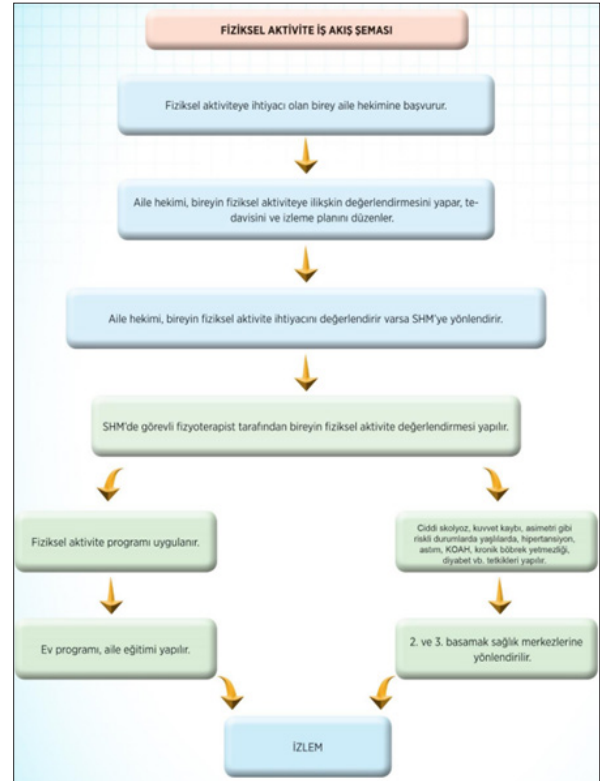 FİZİKSEL AKTİVİTE İŞ AKIŞ ŞEMASI
Fiziksel aktiviteye ihtiyacı olan birey aile hekimine başvurur.
Aile hekimi, bireyin fiziksel aktiviteye ilikşkin değerlendirmesini yapar, te-
davisini ve izleme planını düzenler.
Aile hekimi, bireyin fiziksel aktivite ihtiyacını değerlendirir varsa SHM'ye yönlendirir.
SHM'de görevli fizyoterapist tarafından bireyin fiziksel aktivite değerlendirmesi yapılır.
Fiziksel aktivite programı uygulanır.
Ciddi skolyoz, kuvvet kaybı, asimetri gibi
riskli durumlarda yaşlılarda, hipertansiyon,
astım, KOAH, kronik böbrek yetmezliği,
diyabet vb. tetkikleri yapılır.
Ev programı, aile eğitimi yapılır.
2. ve 3. basamak sağlık merkezlerine
yönlendirilir.
İZLEM